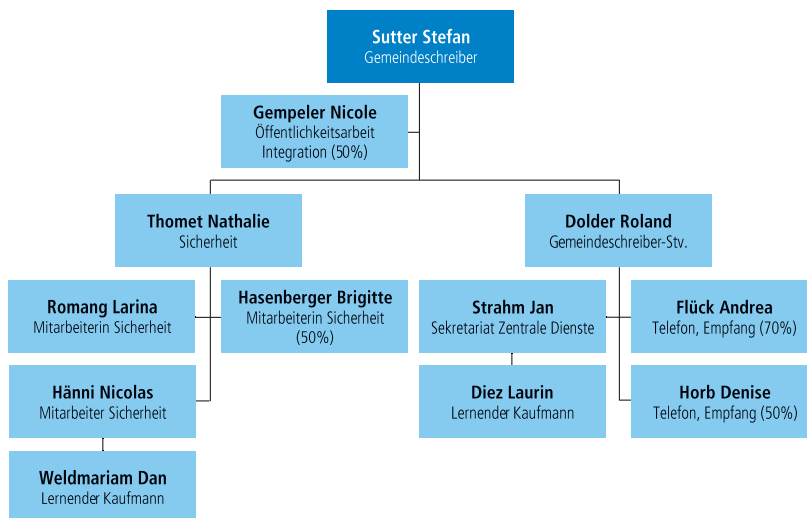 Sutter Stefan
Gemeindeschreiber
Gempeler Nicole
Öffentlichkeitsarbeit
Integration (50%)
Thomet Nathalie
Sicherheit
Dolder Roland
Gemeindeschreiber-Stv.
Romang Larina
Mitarbeiterin Sicherheit
Hasenberger Brigitte
Mitarbeiterin Sicherheit
(50%)
Strahm Jan
Sekretariat Zentrale Dienste
Flück Andrea
Telefon, Empfang (70%)
Hänni Nicolas
Mitarbeiter Sicherheit
Diez Laurin
Lernender Kaufmann
Horb Denise
Telefon, Empfang (50%)
Weldmariam Dan
Lernender Kaufmann